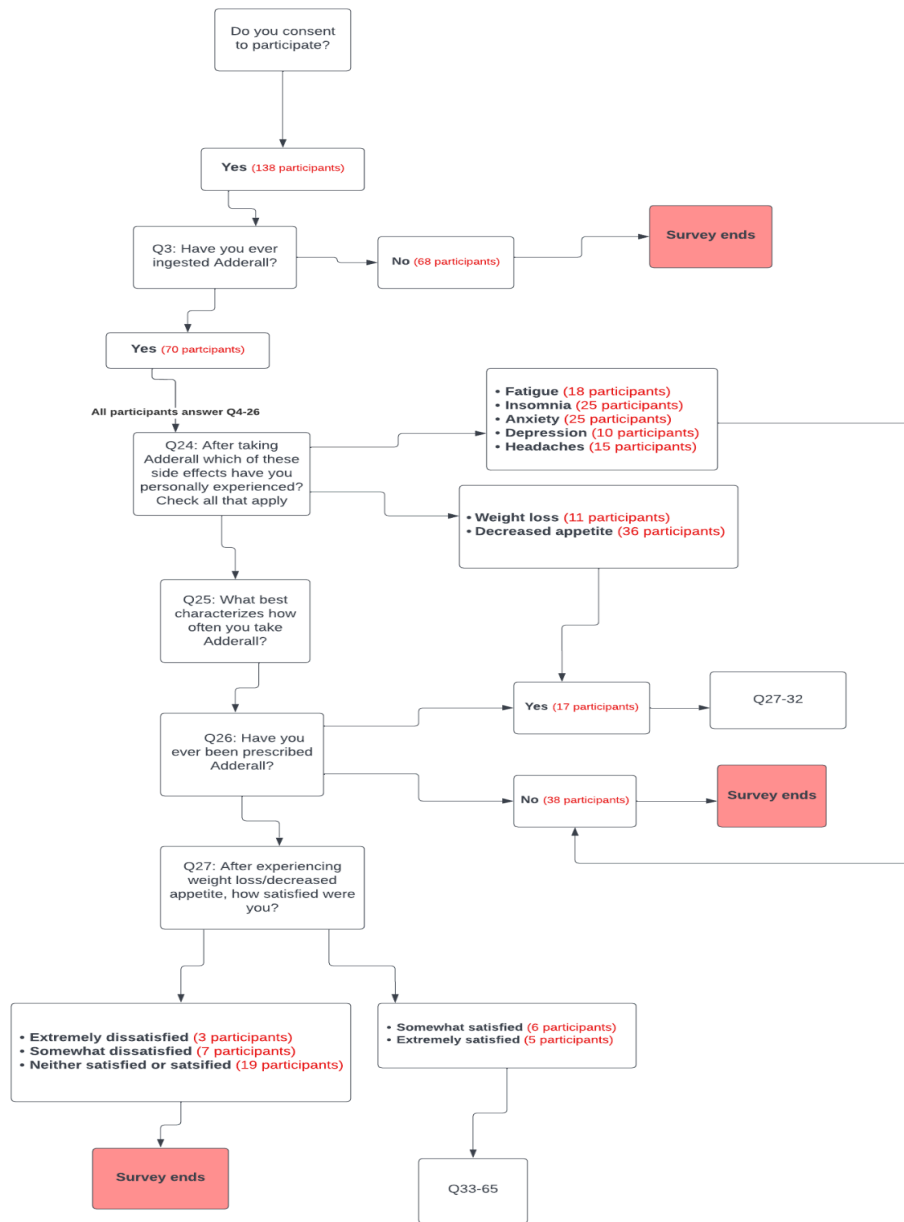 Do you consent
to participate?
Yes (138 participants)
Q3: Have you ever
ingested Adderall?
No (68 participants)
Survey ends
Yes (70 partcipants)
All participants answer Q4-26
• Fatigue (18 participants)
• Insomnia (25 participants)
• Anxiety (25 participants)
• Depression (10 participants)
• Headaches (15 participants)
Q24: After taking
Adderall which of these
side effects have you
personally experienced?
Check all that apply
• Weight loss (11 participants)
• Decreased appetite (36 participants)
Q25: What best
characterizes how
often you take
Adderall?
Yes (17 participants)
Q27-32
Q26: Have you
ever been prescribed
Adderall?
No (38 participants)
Survey ends
Q27: After experiencing
weight loss/decreased
appetite, how satisfied were
you?
• Extremely dissatisfied (3 participants)
• Somewhat dissatisfied (7 participants)
• Neither satisfied or satsified (19 participants)
• Somewhat satisfied (6 participants)
• Extremely satisfied (5 participants)
Survey ends
Q33-65